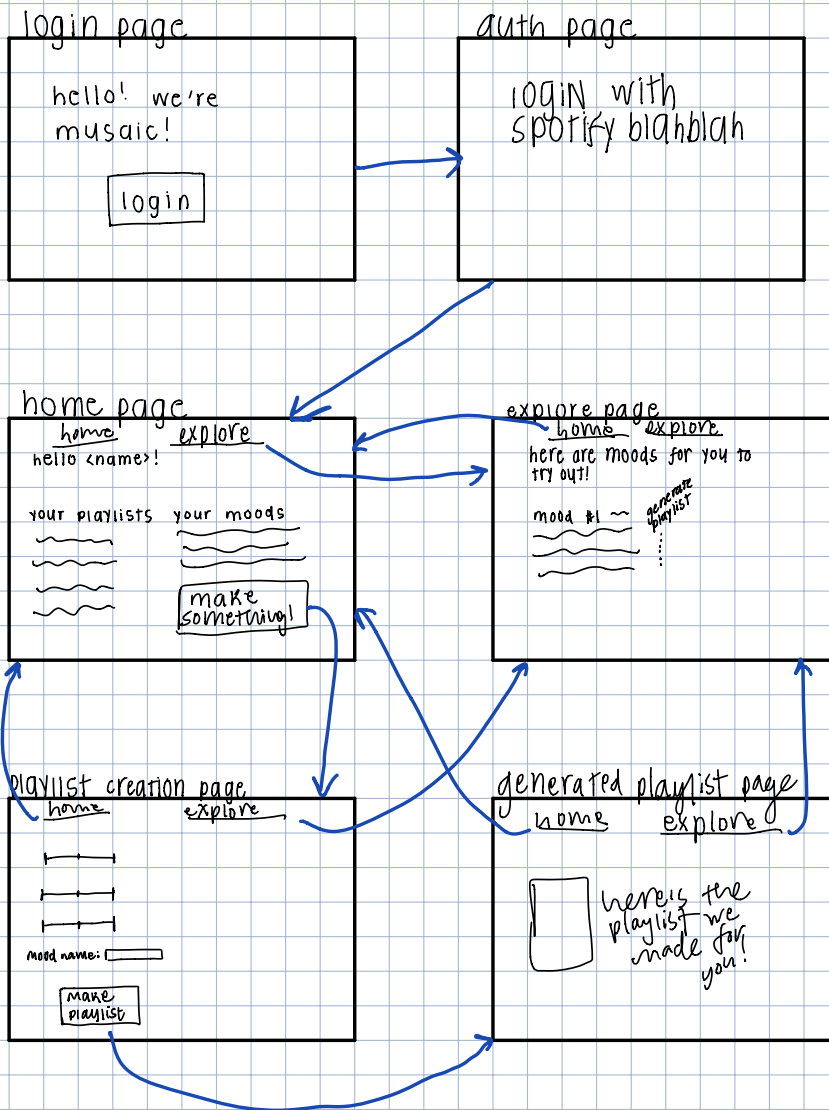 login page
hello! we're
musaic!
login
auth page
login with
spotify blahblah
home page
home explore
hello <name>!
your playlists your moods
make
something!
explore page
home explore
here are moods for you to
try out!
mood #1
generate
playlist
playlist creation page
home explore
mood name:
make
playlist
generated playlist page
home explore
here is the
playlist we
made for
you!